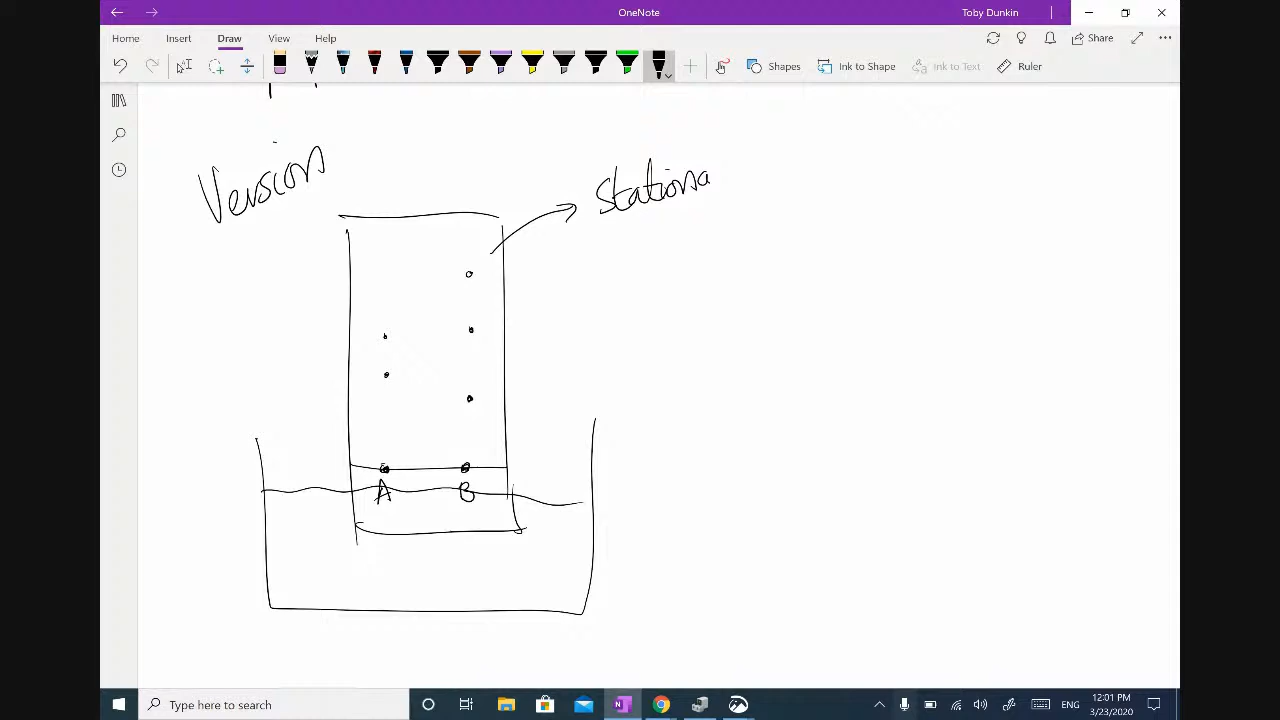 OneNote
Toby Dunkin
Home Insert Draw View Help
Share
Shapes Ink to Shape Ink to Text Ruler
Version
Stationa
A B
Type here to search
ENG
12:01 PM
3/23/2020